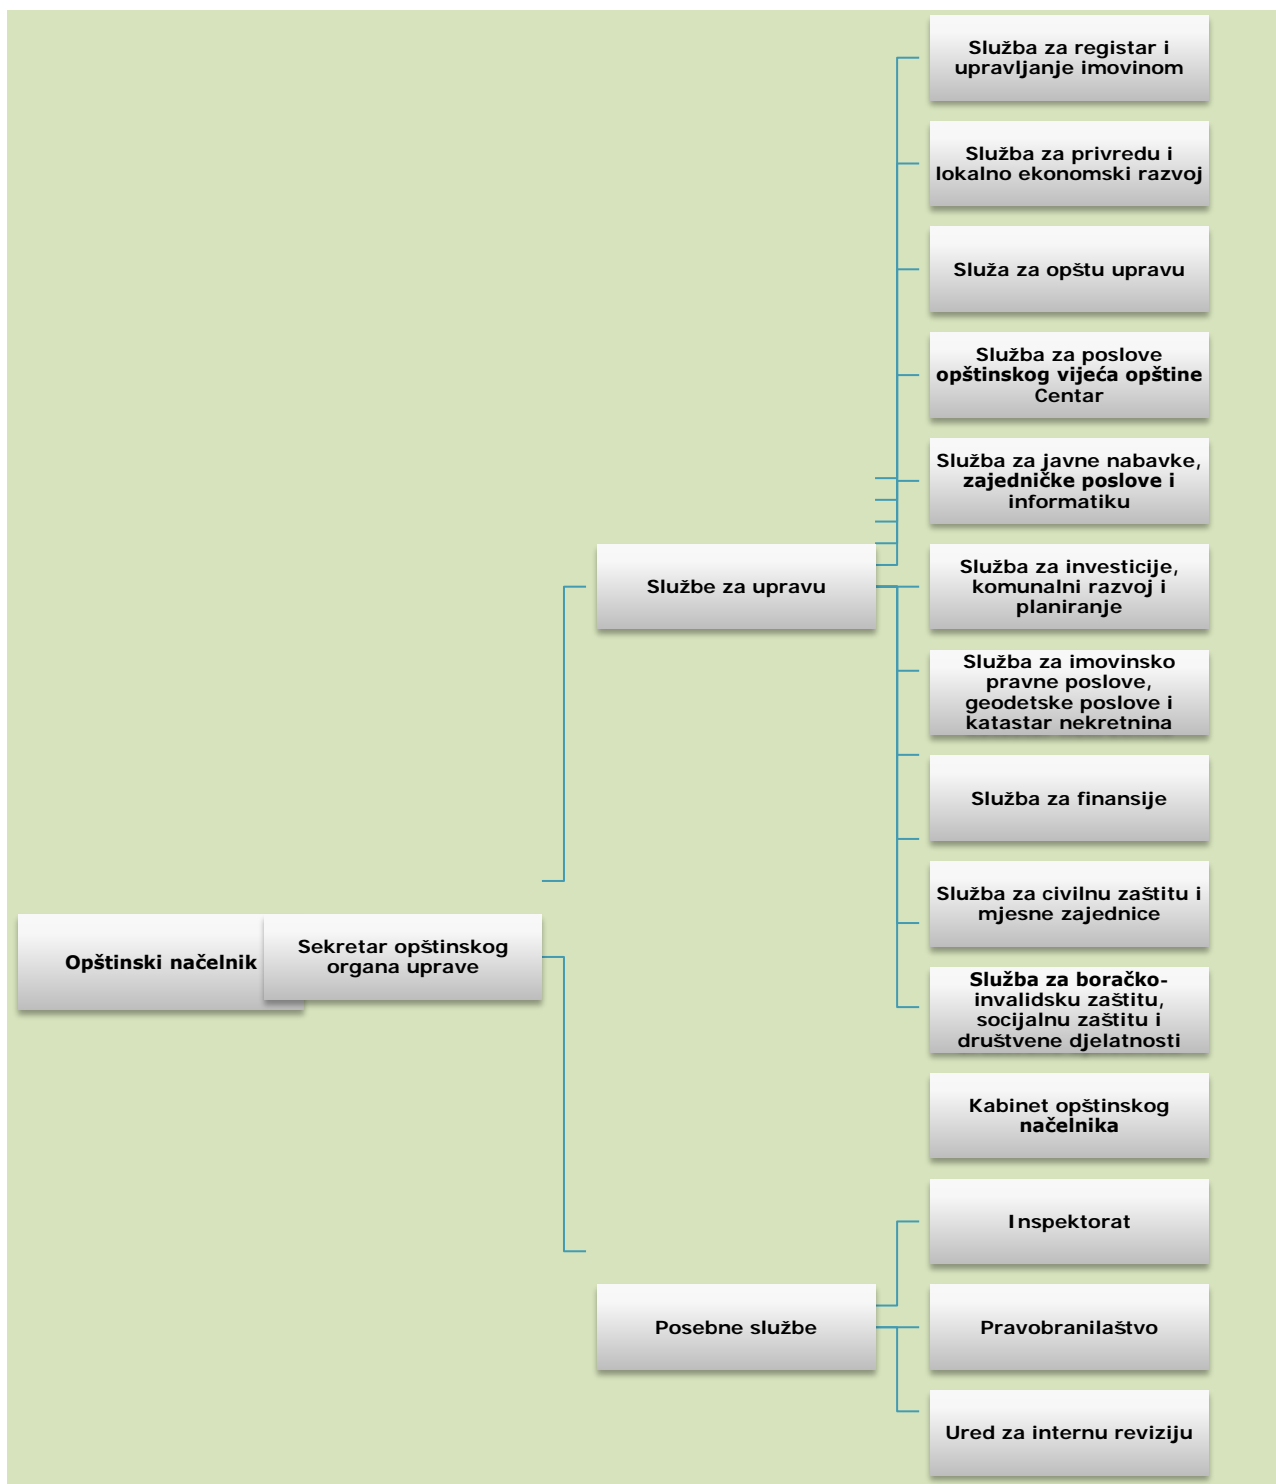 Služba za registar i
upravljanje imovinom
Služba za privredu i
lokalno ekonomski razvoj
Služa za opštu upravu
Služba za poslove
opštinskog vijeća opštine
Centar
Služba za javne nabavke,
zajedničke poslove i
informatiku
Službe za upravu
Služba za investicije,
komunalni razvoj i
planiranje
Služba za imovinsko
pravne poslove,
geodetske poslove i
katastar nekretnina
Služba za finansije
Služba za civilnu zaštitu i
mjesne zajednice
Opštinski načelnik
Sekretar opštinskog
organa uprave
Služba za boračko-
invalidsku zaštitu,
socijalnu zaštitu i
društvene djelatnosti
Kabinet opštinskog
načelnika
Inspektorat
Posebne službe
Pravobranilaštvo
Ured za internu reviziju